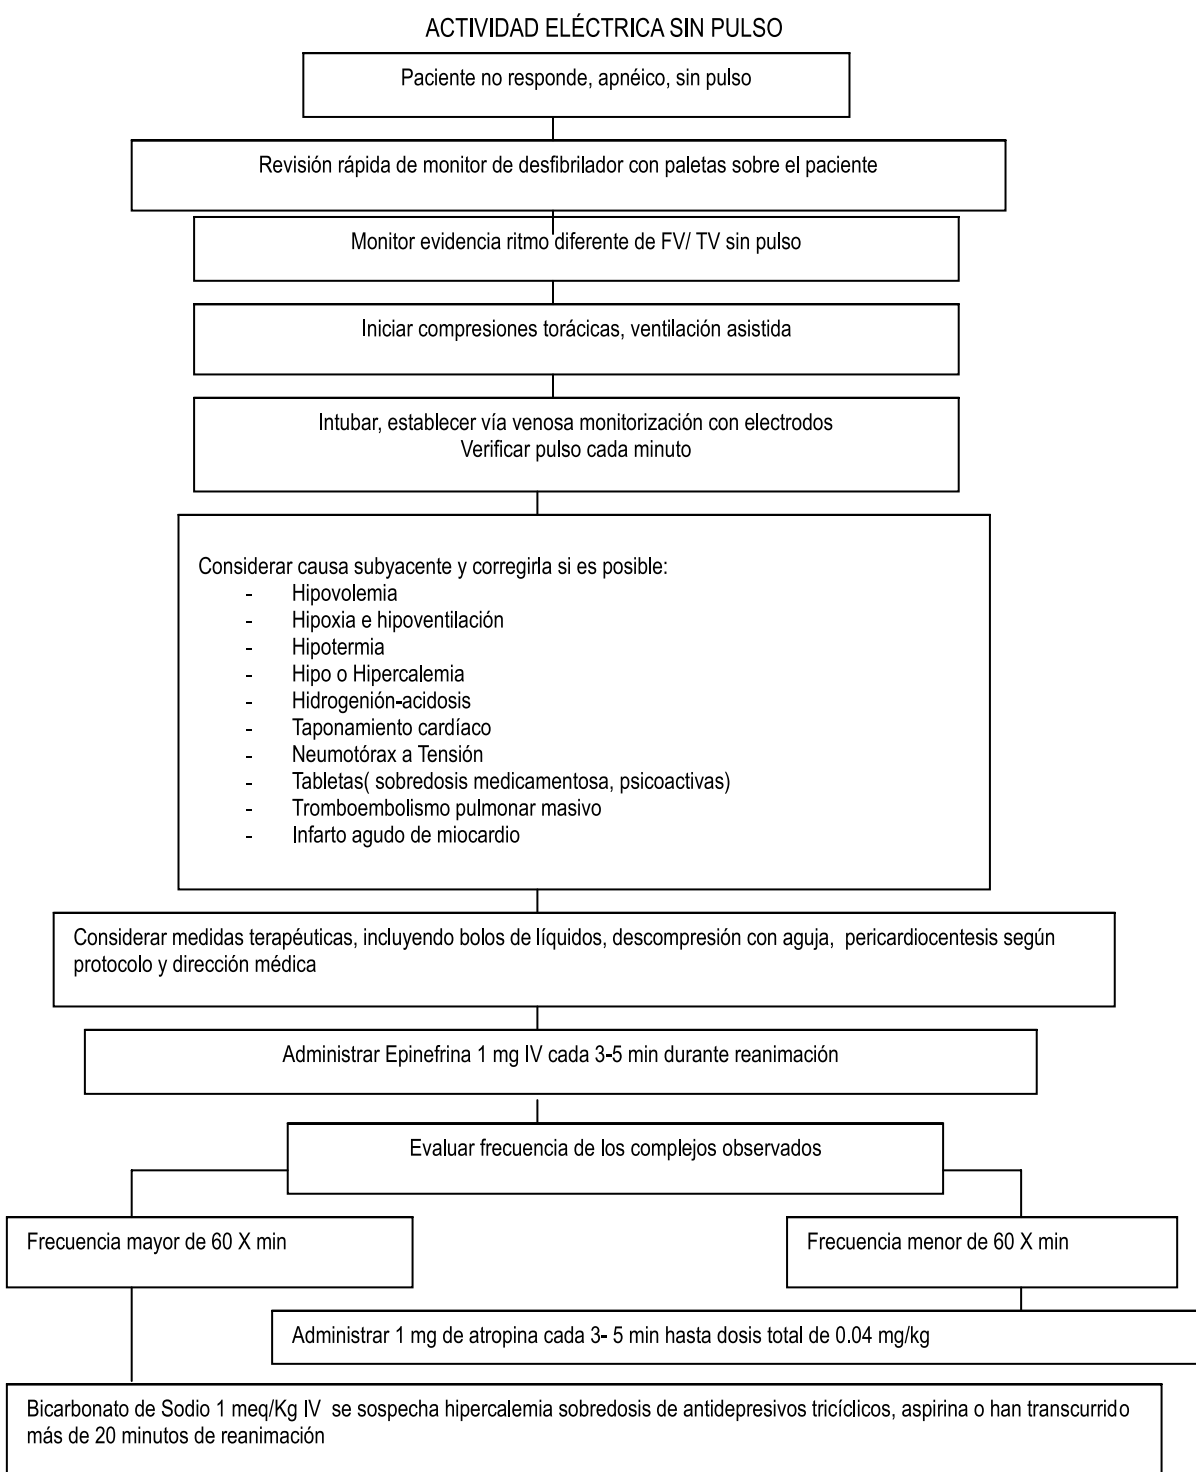 ACTIVIDAD ELÉCTRICA SIN PULSO
Paciente no responde, apnéico, sin pulso
Revisión rápida de monitor de desfibrilador con paletas sobre el paciente
Monitor evidencia ritmo diferente de FV/ TV sin pulso
Iniciar compresiones torácicas, ventilación asistida
Intubar, establecer vía venosa monitorización con electrodos
Verificar pulso cada minuto
Considerar causa subyacente y corregirla si es posible:
- Hipovolemia
- Hipoxia e hipoventilación
- Hipotermia
- Hipo o Hipercalemia
- Hidrogenión-acidosis
- Taponamiento cardíaco
- Neumotórax a Tensión
- Tabletas( sobredosis medicamentosa, psicoactivas)
- Tromboembolismo pulmonar masivo
- Infarto agudo de miocardio
Considerar medidas terapéuticas, incluyendo bolos de líquidos, descompresión con aguja, pericardiocentesis según
protocolo y dirección médica
Administrar Epinefrina 1 mg IV cada 3-5 min durante reanimación
Evaluar frecuencia de los complejos observados
Frecuencia mayor de 60 X min
Frecuencia menor de 60 X min
Administrar 1 mg de atropina cada 3- 5 min hasta dosis total de 0.04 mg/kg
Bicarbonato de Sodio 1 meq/Kg IV se sospecha hipercalemia sobredosis de antidepresivos tricíclicos, aspirina o han transcurrido
más de 20 minutos de reanimación